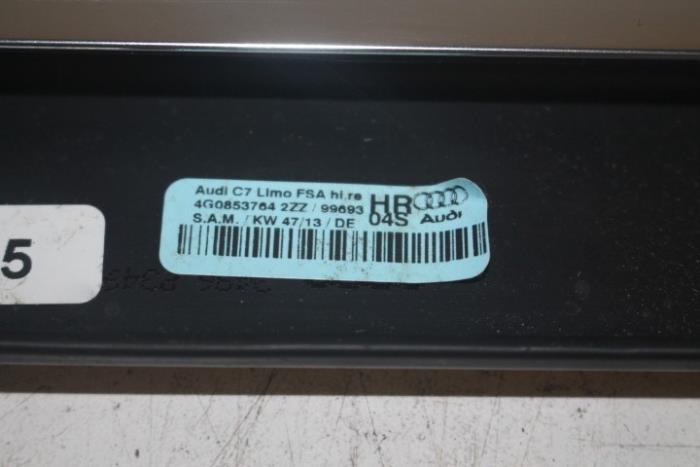 Audi C7 Limo FSA hi.re
4G0853764 2ZZ / 99693
S.A.M. / KW 47/13 / DE
HR
04S
Audi
5